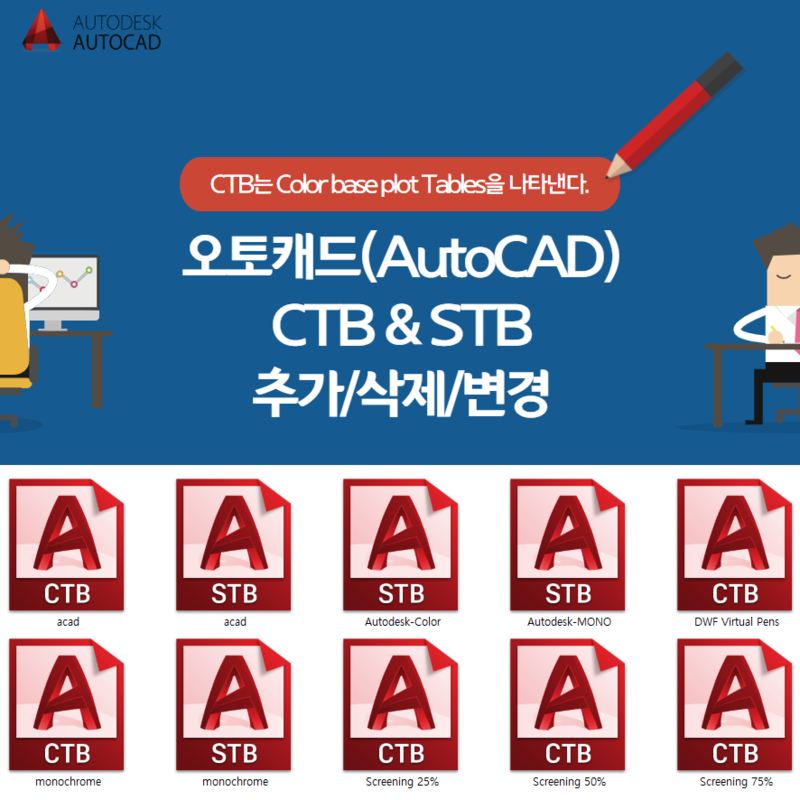 AUTODESK
AUTOCAD
CTB는 Color base plot Tables을 나타낸다.
오토캐드(AutoCAD)
CTB & STB
추가/삭제/변경
CTB STB STB STB CTB
acad acad Autodesk-Color Autodesk-MONO DWF Virtual Pens
CTB STB CTB CTB CTB
monochrome monochrome Screening 25% Screening 50% Screening 75%